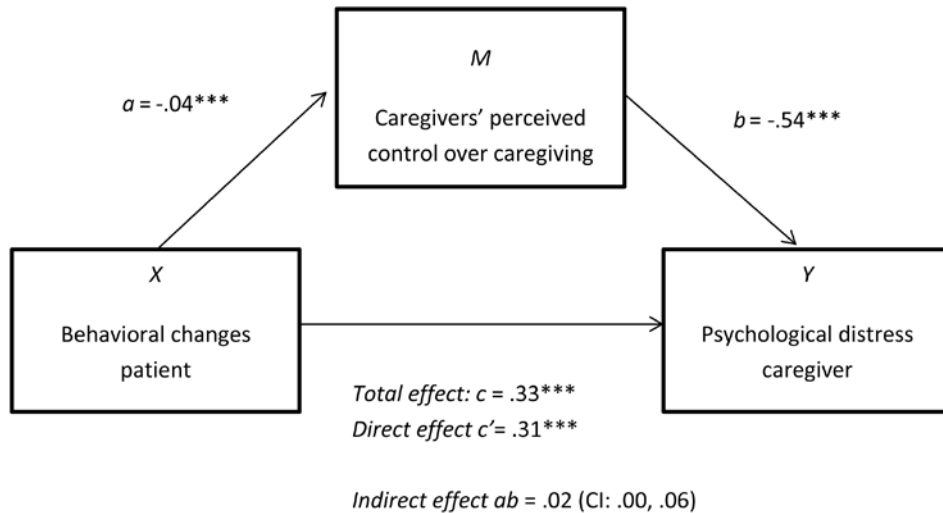 M
a = -.04***
Caregivers’ perceived
control over caregiving
b = -.54***
X
Behavioral changes
patient
Y
Psychological distress
caregiver
Total effect: c = .33***
Direct effect c’= .31***
Indirect effect ab = .02 (CI: .00, .06)